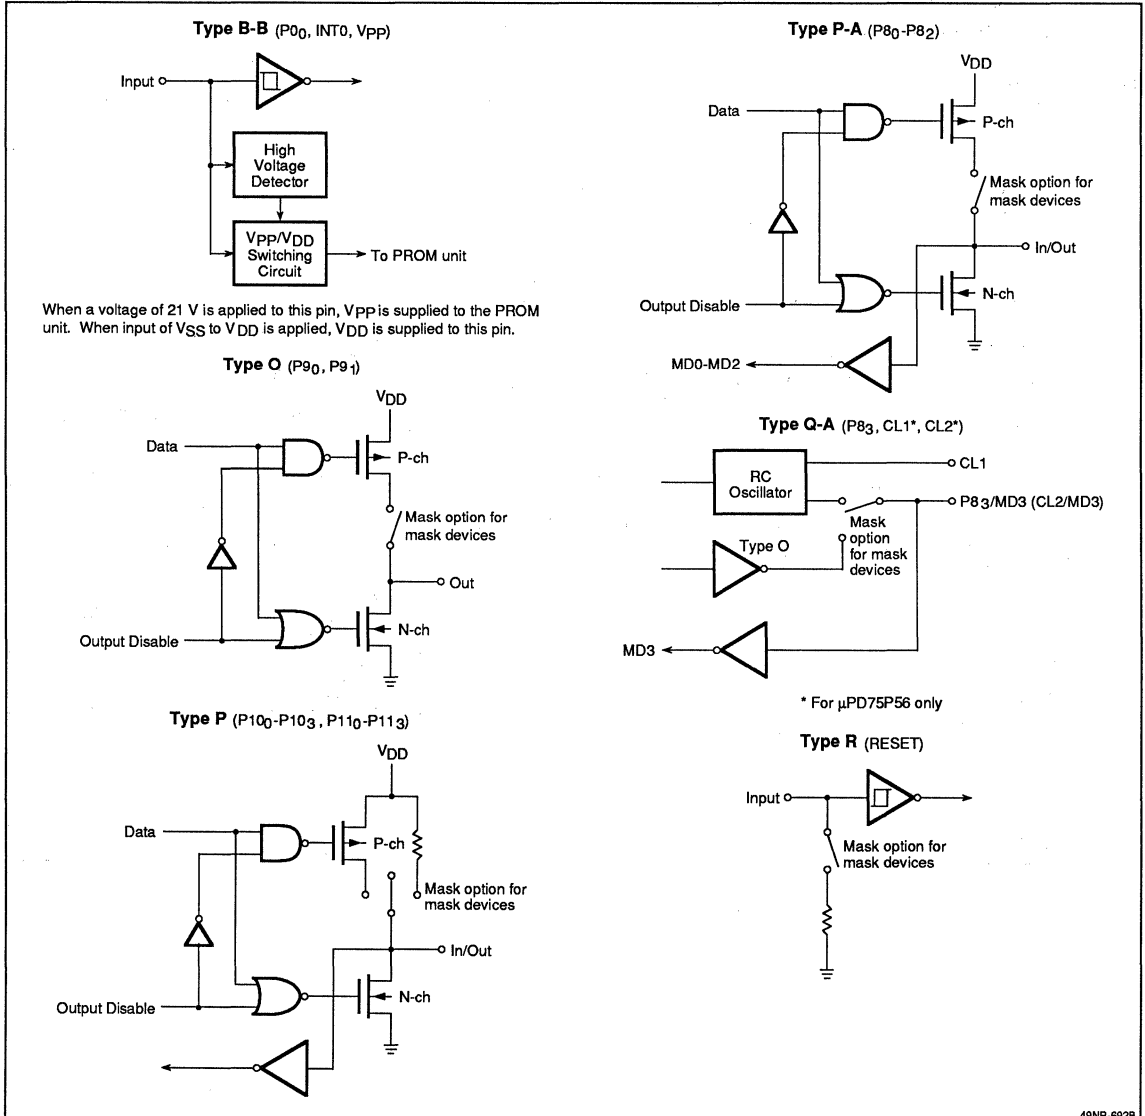 Type B-B (P00, INT0, VPP)
Input
High
Voltage
Detector
VPP/VDD
Switching
Circuit
To PROM unit
When a voltage of 21 V is applied to this pin, VPP is supplied to the PROM
unit. When input of VSS to VDD is applied, VDD is supplied to this pin.
Type O (P90, P91)
VDD
Data
P-ch
Mask option for
mask devices
Out
Output Disable
N-ch
Type P (P100-P103, P110-P113)
VDD
Data
P-ch
Mask option for
mask devices
In/Out
Output Disable
N-ch
Type P-A (P80-P82)
VDD
Data
P-ch
Mask option for
mask devices
In/Out
Output Disable
N-ch
MD0-MD2
Type Q-A (P83, CL1*, CL2*)
RC
Oscillator
CL1
P83/MD3 (CL2/MD3)
Mask
option
for mask
devices
Type O
MD3
* For µPD75P56 only
Type R (RESET)
Input
Mask option for
mask devices
49NR-692B